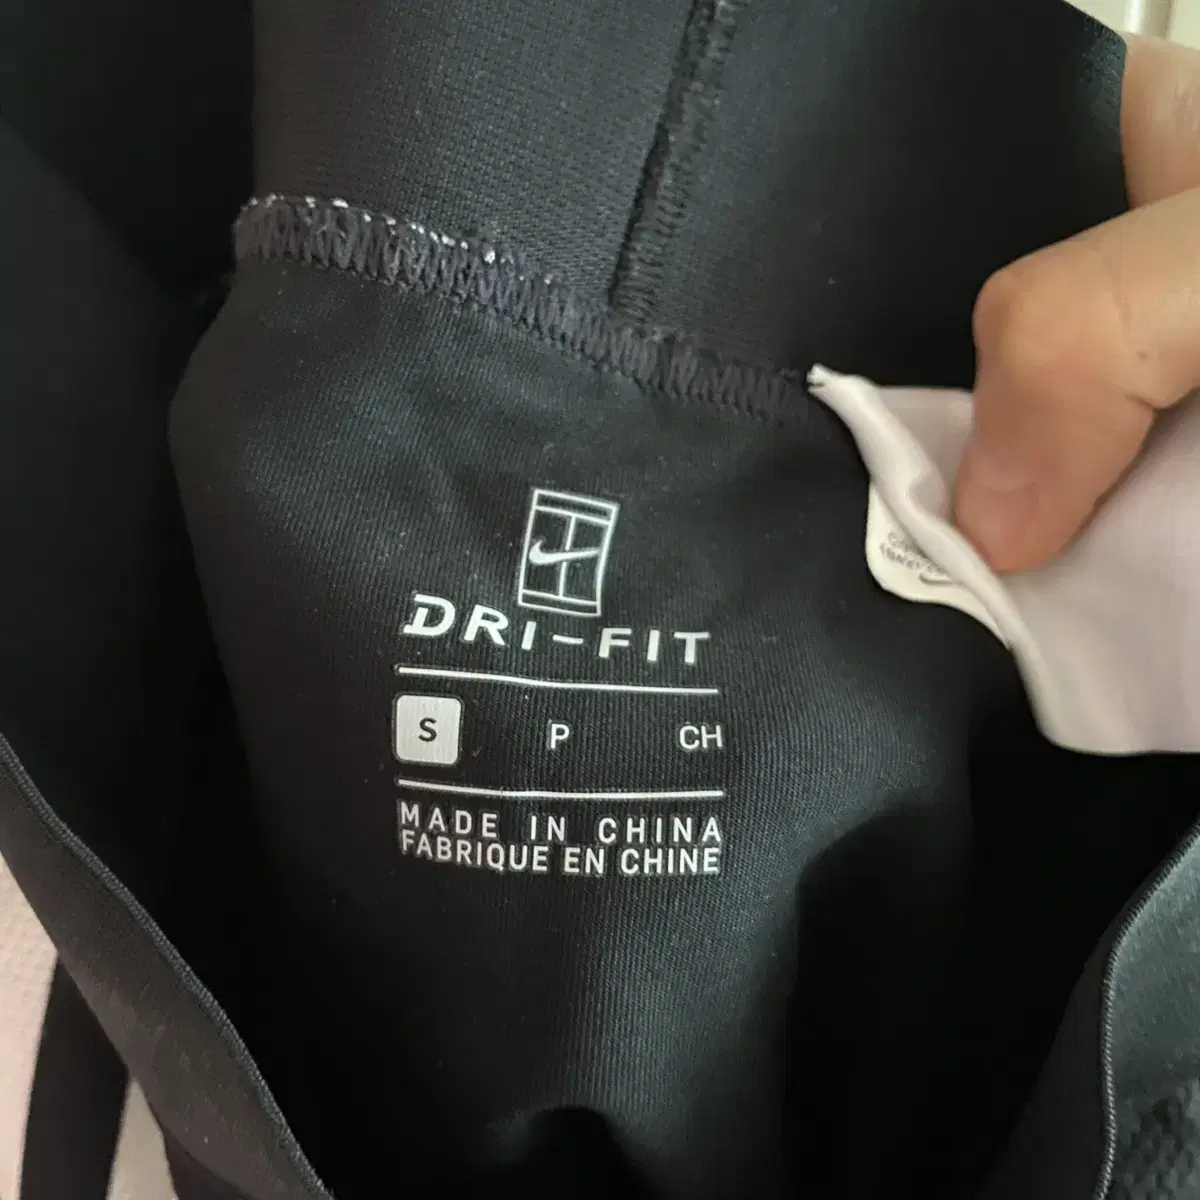 DRI-FIT
S P CH
MADE IN CHINA
FABRIQUE EN CHINE